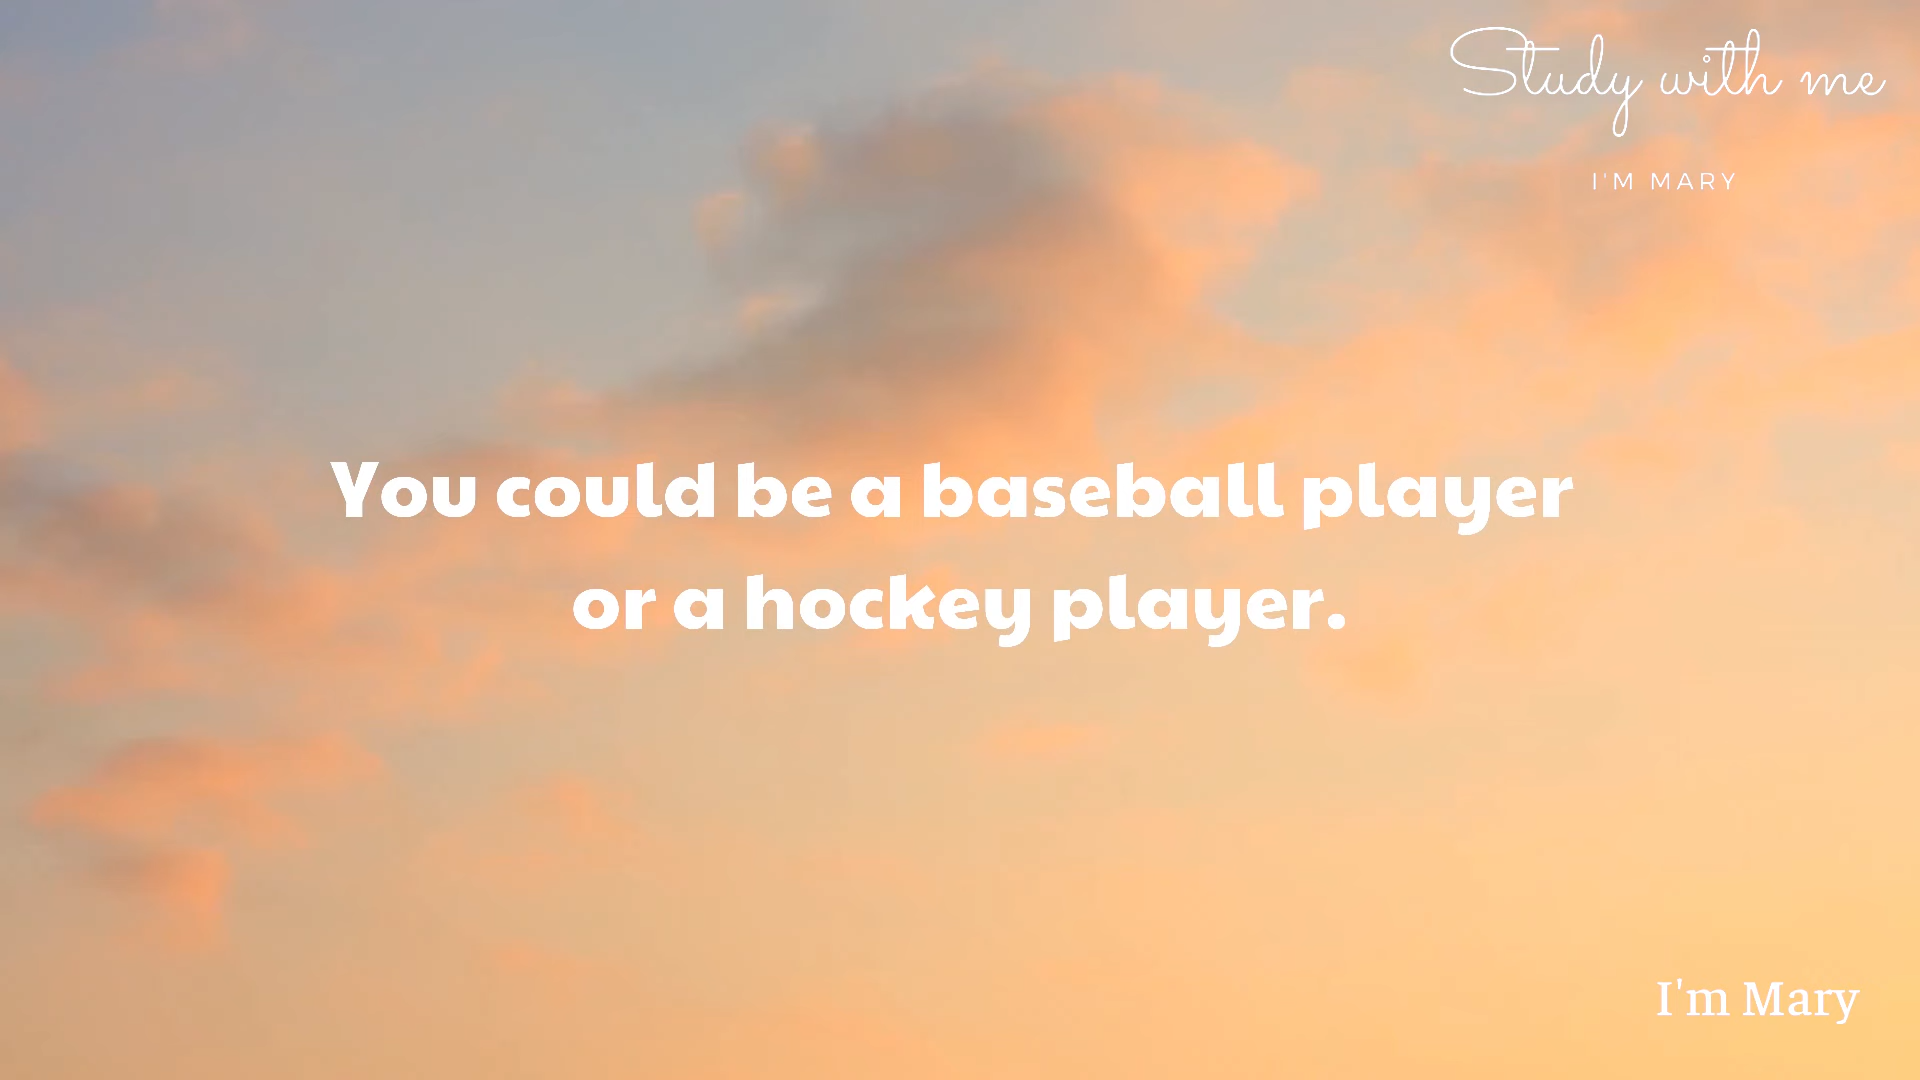 Study with me
I'M MARY
You could be a baseball player
or a hockey player.
I'm Mary